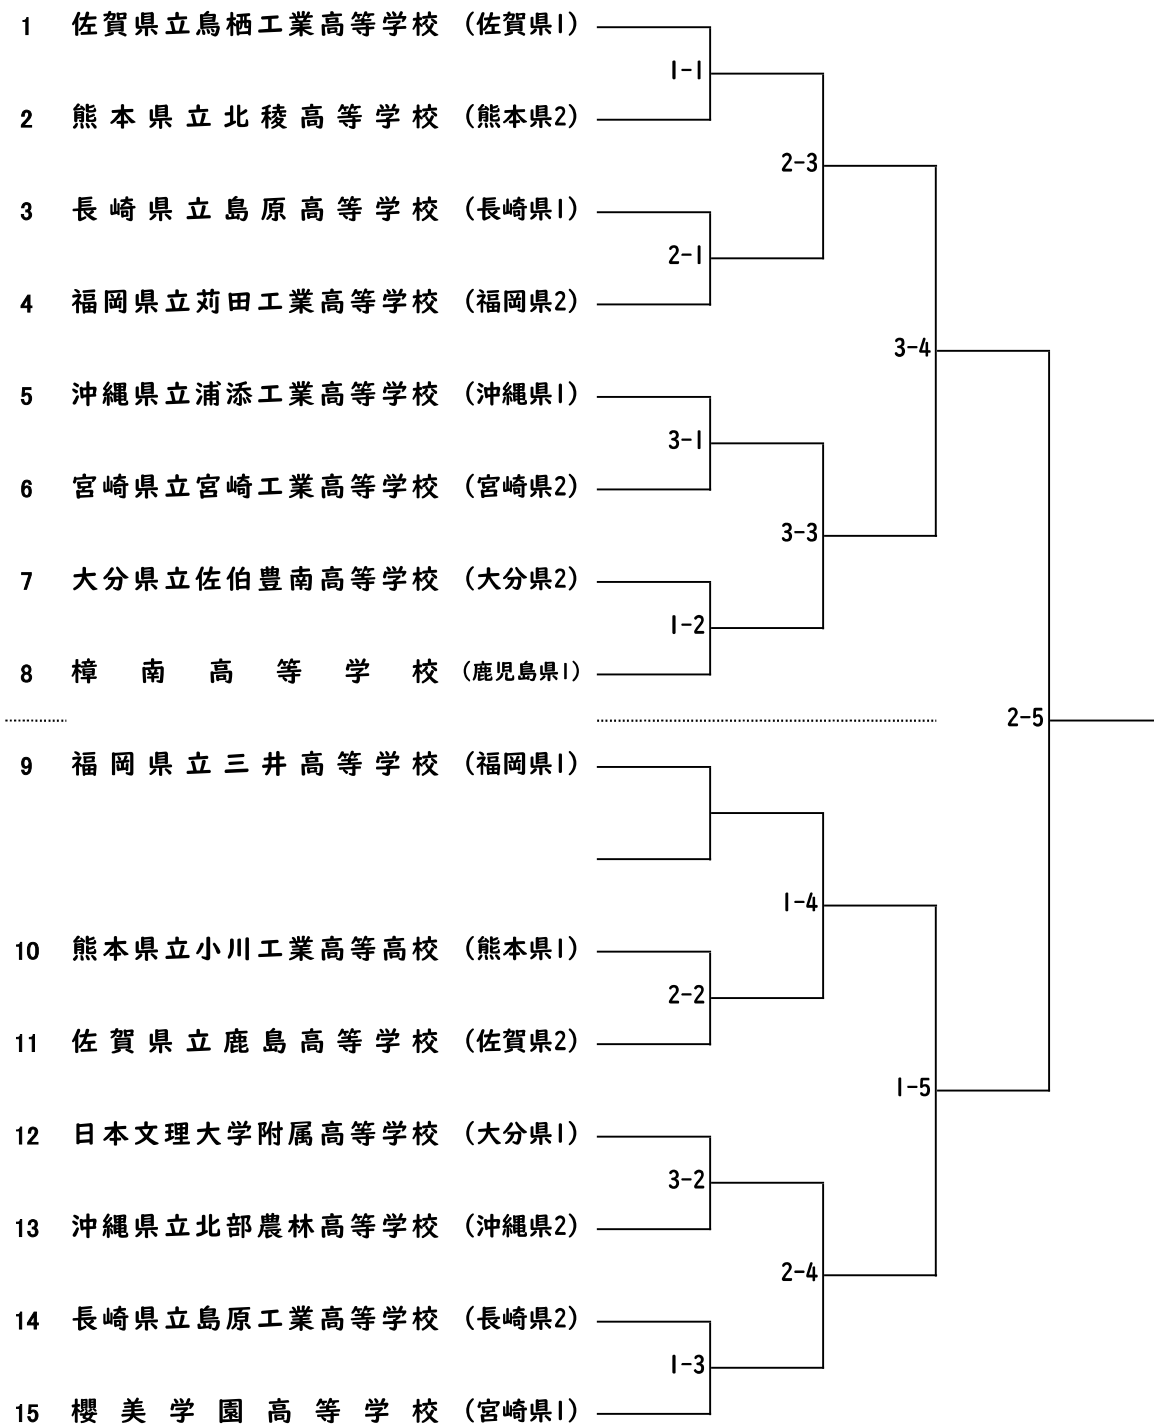 1 佐賀県立鳥栖工業高等学校 (佐賀県1)
1-1
2 熊本県立北稜高等学校 (熊本県2)
2-3
3 長崎県立島原高等学校 (長崎県1)
2-1
4 福岡県立苅田工業高等学校 (福岡県2)
3-4
5 沖縄県立浦添工業高等学校 (沖縄県1)
3-1
6 宮崎県立宮崎工業高等学校 (宮崎県2)
3-3
7 大分県立佐伯豊南高等学校 (大分県2)
1-2
8 樟南高等学校 (鹿児島県1)
2-5
9 福岡県立三井高等学校 (福岡県1)
1-4
10 熊本県立小川工業高等高校 (熊本県1)
2-2
11 佐賀県立鹿島高等学校 (佐賀県2)
1-5
12 日本文理大学附属高等学校 (大分県1)
3-2
13 沖縄県立北部農林高等学校 (沖縄県2)
2-4
14 長崎県立島原工業高等学校 (長崎県2)
1-3
15 櫻美学園高等学校 (宮崎県1)